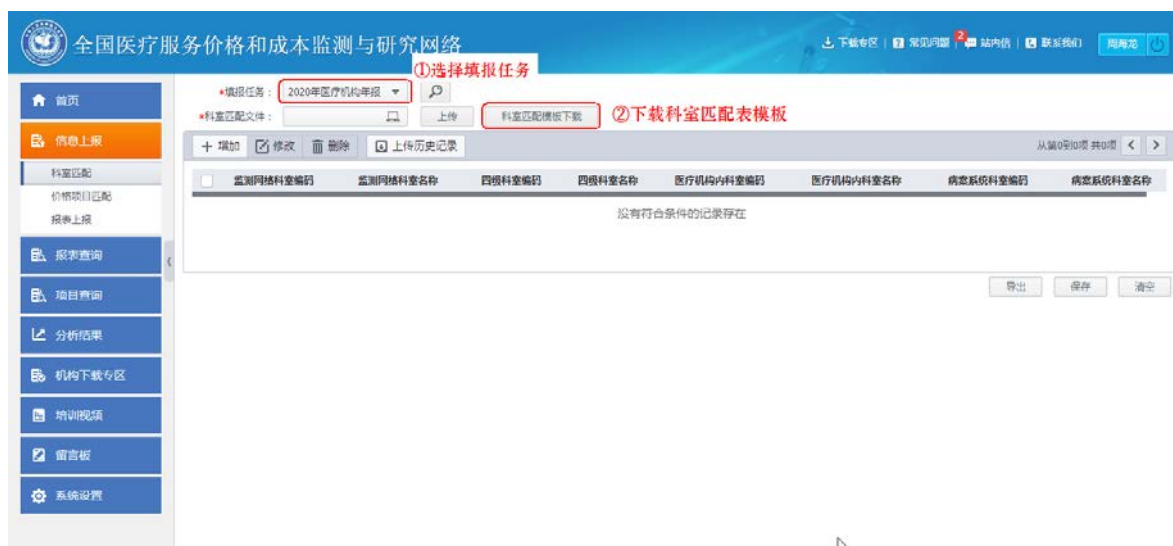 全国医疗服务价格和成本监测与研究网络
下载专区 | 常见问题 | 2 站内信 | 联系我们 周海龙
①选择填报任务
首页
*填报任务： 2020年医疗机构年报
*科室匹配文件： 上传 科室匹配模板下载 ②下载科室匹配表模板
信息上报
+ 增加 修改 删除 上传历史记录 从第0到0项 共0项
科室匹配
监测网络科室编码 监测网络科室名称 四级科室编码 四级科室名称 医疗机构内科室编码 医疗机构内科室名称 病案系统科室编码 病案系统科室名称
价格项目匹配
没有符合条件的记录存在
报表上报
报表查询
导出 保存 清空
项目查询
分析结果
机构下载专区
培训视频
留言板
系统设置